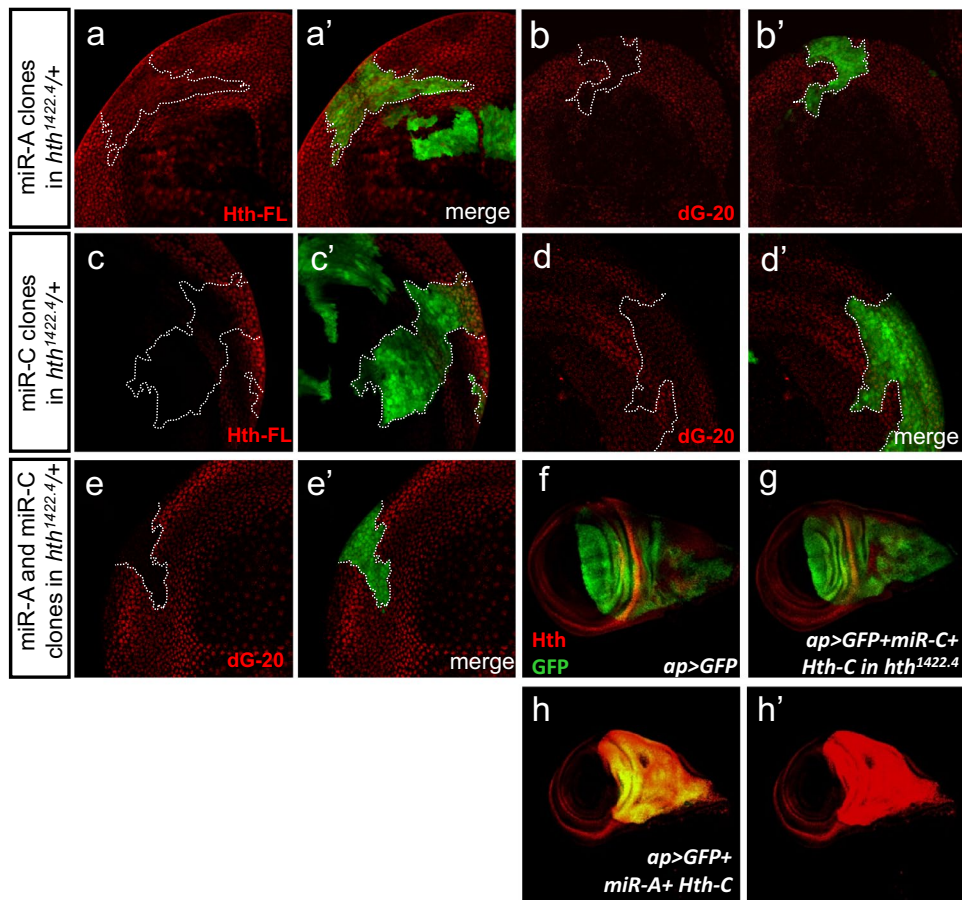 miR-A clones
in hth1422.4/+
a
Hth-FL
a’
merge
b
dG-20
b’
miR-C clones
in hth1422.4/+
c
Hth-FL
c’
d
dG-20
d’
merge
miR-A and miR-C
clones in hth1422.4/+
e
dG-20
e’
merge
f
Hth
GFP
ap>GFP
g
ap>GFP+miR-C+
Hth-C in hth1422.4
h
ap>GFP+
miR-A+ Hth-C
h’